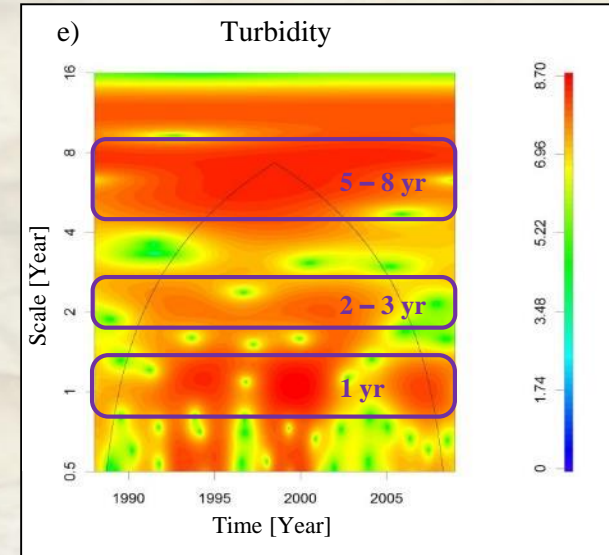 e) Turbidity
16
8
4
2
1
0.5
Scale [Year]
5 – 8 yr
2 – 3 yr
1 yr
1990 1995 2000 2005
Time [Year]
8.70
6.96
5.22
3.48
1.74
0